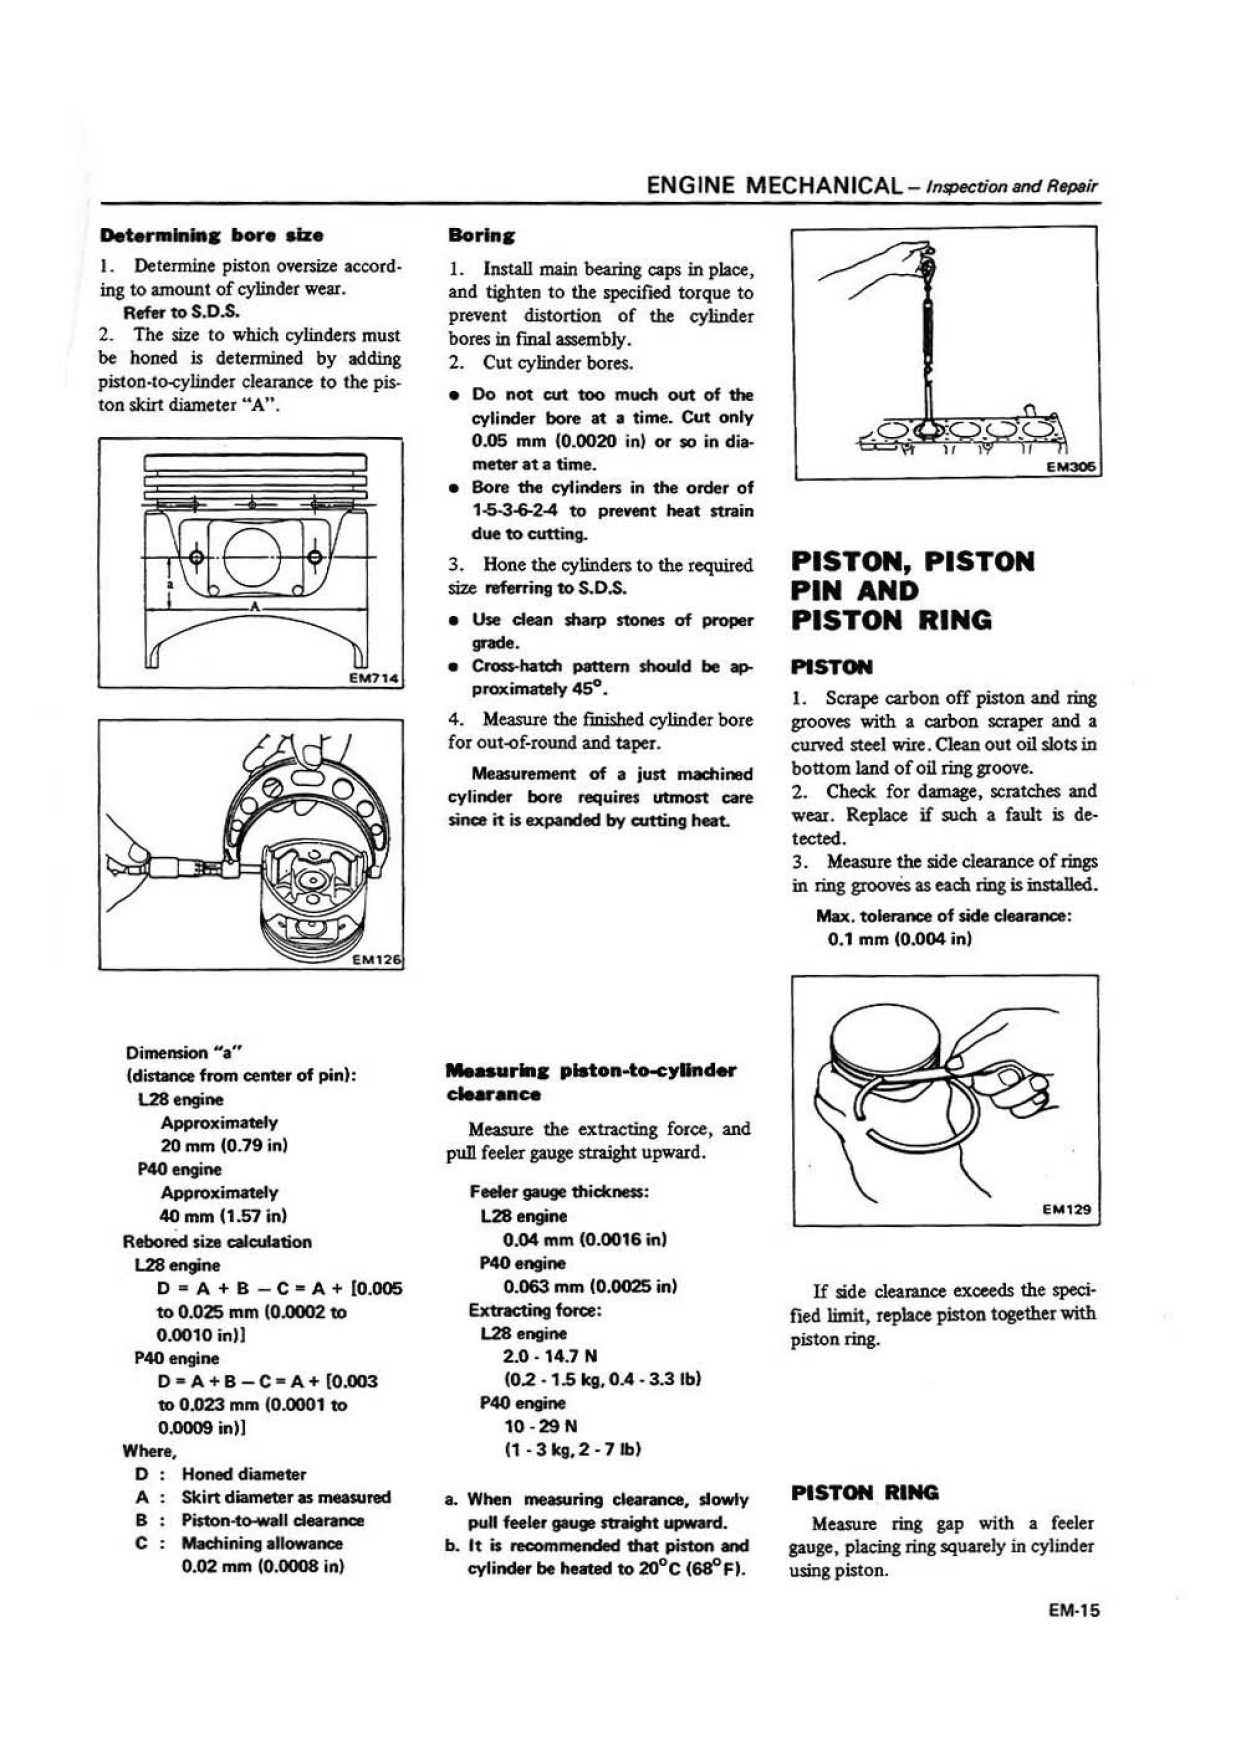 ENGINE MECHANICAL – Inspection and Repair
Determining bore size
1. Determine piston oversize accord-
ing to amount of cylinder wear.
Refer to S.D.S.
2. The size to which cylinders must
be honed is determined by adding
piston-to-cylinder clearance to the pis-
ton skirt diameter "A".
a
A
EM714
EM126
Dimension "a"
(distance from center of pin):
L28 engine
Approximately
20 mm (0.79 in)
P40 engine
Approximately
40 mm (1.57 in)
Rebored size calculation
L28 engine
D = A + B – C = A + [0.005
to 0.025 mm (0.0002 to
0.0010 in)]
P40 engine
D = A + B – C = A + [0.003
to 0.023 mm (0.0001 to
0.0009 in)]
Where,
D : Honed diameter
A : Skirt diameter as measured
B : Piston-to-wall clearance
C : Machining allowance
0.02 mm (0.0008 in)
Boring
1. Install main bearing caps in place,
and tighten to the specified torque to
prevent distortion of the cylinder
bores in final assembly.
2. Cut cylinder bores.
● Do not cut too much out of the
cylinder bore at a time. Cut only
0.05 mm (0.0020 in) or so in dia-
meter at a time.
● Bore the cylinders in the order of
1-5-3-6-2-4 to prevent heat strain
due to cutting.
3. Hone the cylinders to the required
size referring to S.D.S.
● Use clean sharp stones of proper
grade.
● Cross-hatch pattern should be ap-
proximately 45°.
4. Measure the finished cylinder bore
for out-of-round and taper.
Measurement of a just machined
cylinder bore requires utmost care
since it is expanded by cutting heat.
Measuring piston-to-cylinder
clearance
Measure the extracting force, and
pull feeler gauge straight upward.
Feeler gauge thickness:
L28 engine
0.04 mm (0.0016 in)
P40 engine
0.063 mm (0.0025 in)
Extracting force:
L28 engine
2.0 - 14.7 N
(0.2 - 1.5 kg, 0.4 - 3.3 lb)
P40 engine
10 - 29 N
(1 - 3 kg, 2 - 7 lb)
a. When measuring clearance, slowly
pull feeler gauge straight upward.
b. It is recommended that piston and
cylinder be heated to 20°C (68°F).
EM305
PISTON, PISTON
PIN AND
PISTON RING
PISTON
1. Scrape carbon off piston and ring
grooves with a carbon scraper and a
curved steel wire. Clean out oil slots in
bottom land of oil ring groove.
2. Check for damage, scratches and
wear. Replace if such a fault is de-
tected.
3. Measure the side clearance of rings
in ring grooves as each ring is installed.
Max. tolerance of side clearance:
0.1 mm (0.004 in)
EM129
If side clearance exceeds the speci-
fied limit, replace piston together with
piston ring.
PISTON RING
Measure ring gap with a feeler
gauge, placing ring squarely in cylinder
using piston.
EM-15